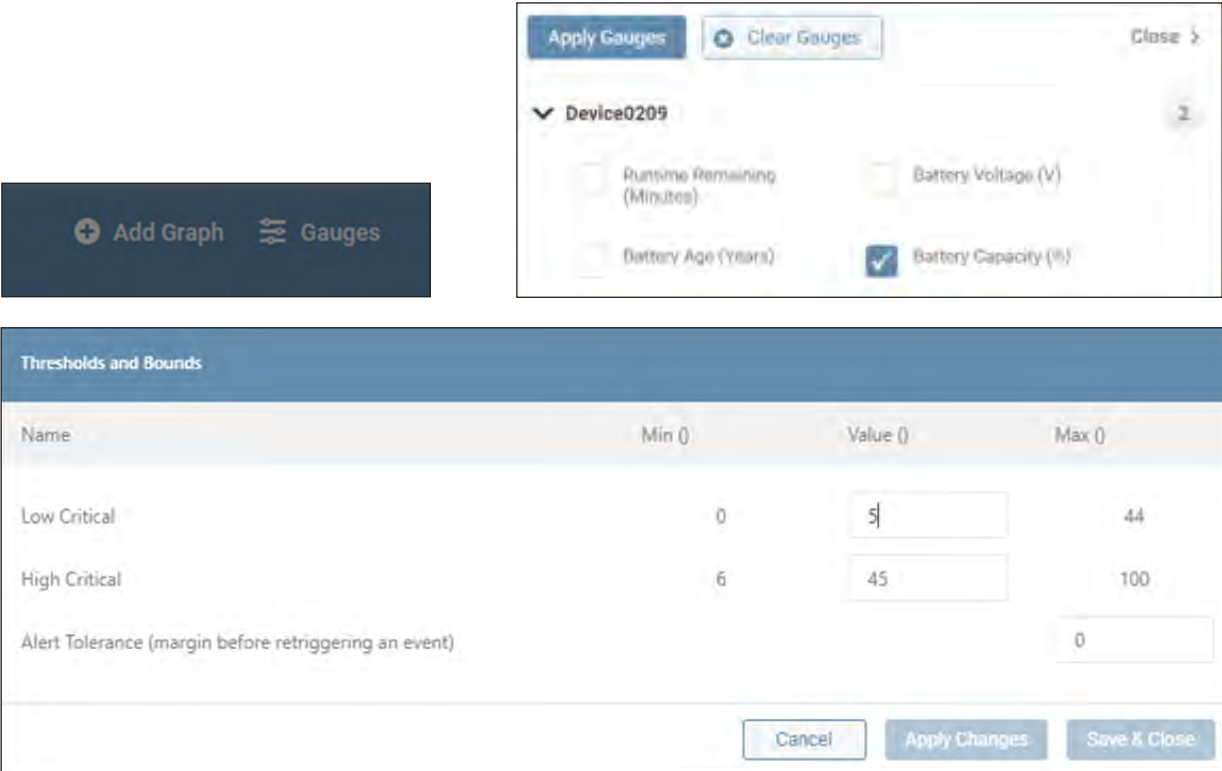 Apply Gauges Clear Gauges Close >
Device0209 2
Runtime Remaining (Minutes)
Battery Voltage (V)
Battery Age (Years)
Battery Capacity (%)
Add Graph Gauges
Thresholds and Bounds
Name Min () Value () Max ()
Low Critical 0 5 44
High Critical 6 45 100
Alert Tolerance (margin before retriggering an event) 0
Cancel Apply Changes Save & Close